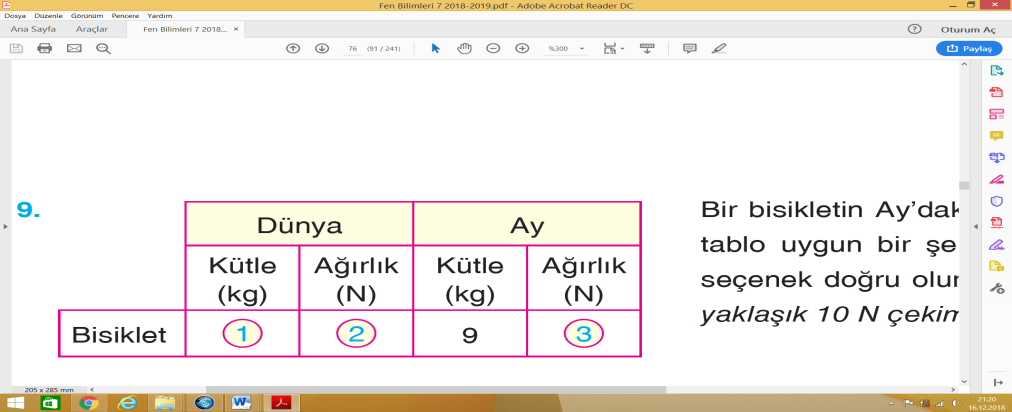 Fen Bilimleri 7 2018-2019.pdf - Adobe Acrobat Reader DC
Dosya Düzenle Görünüm Pencere Yardım
Ana Sayfa Araçlar Fen Bilimleri 7 2018... × Oturum Aç
76 (91 / 241) %300 Paylaş
9.
Dünya Ay
Kütle (kg) Ağırlık (N) Kütle (kg) Ağırlık (N)
Bisiklet 1 2 9 3
Bir bisikletin Ay’dak
tablo uygun bir şe
seçenek doğru olur
yaklaşık 10 N çekim
205 x 285 mm
21:20
16.12.2018